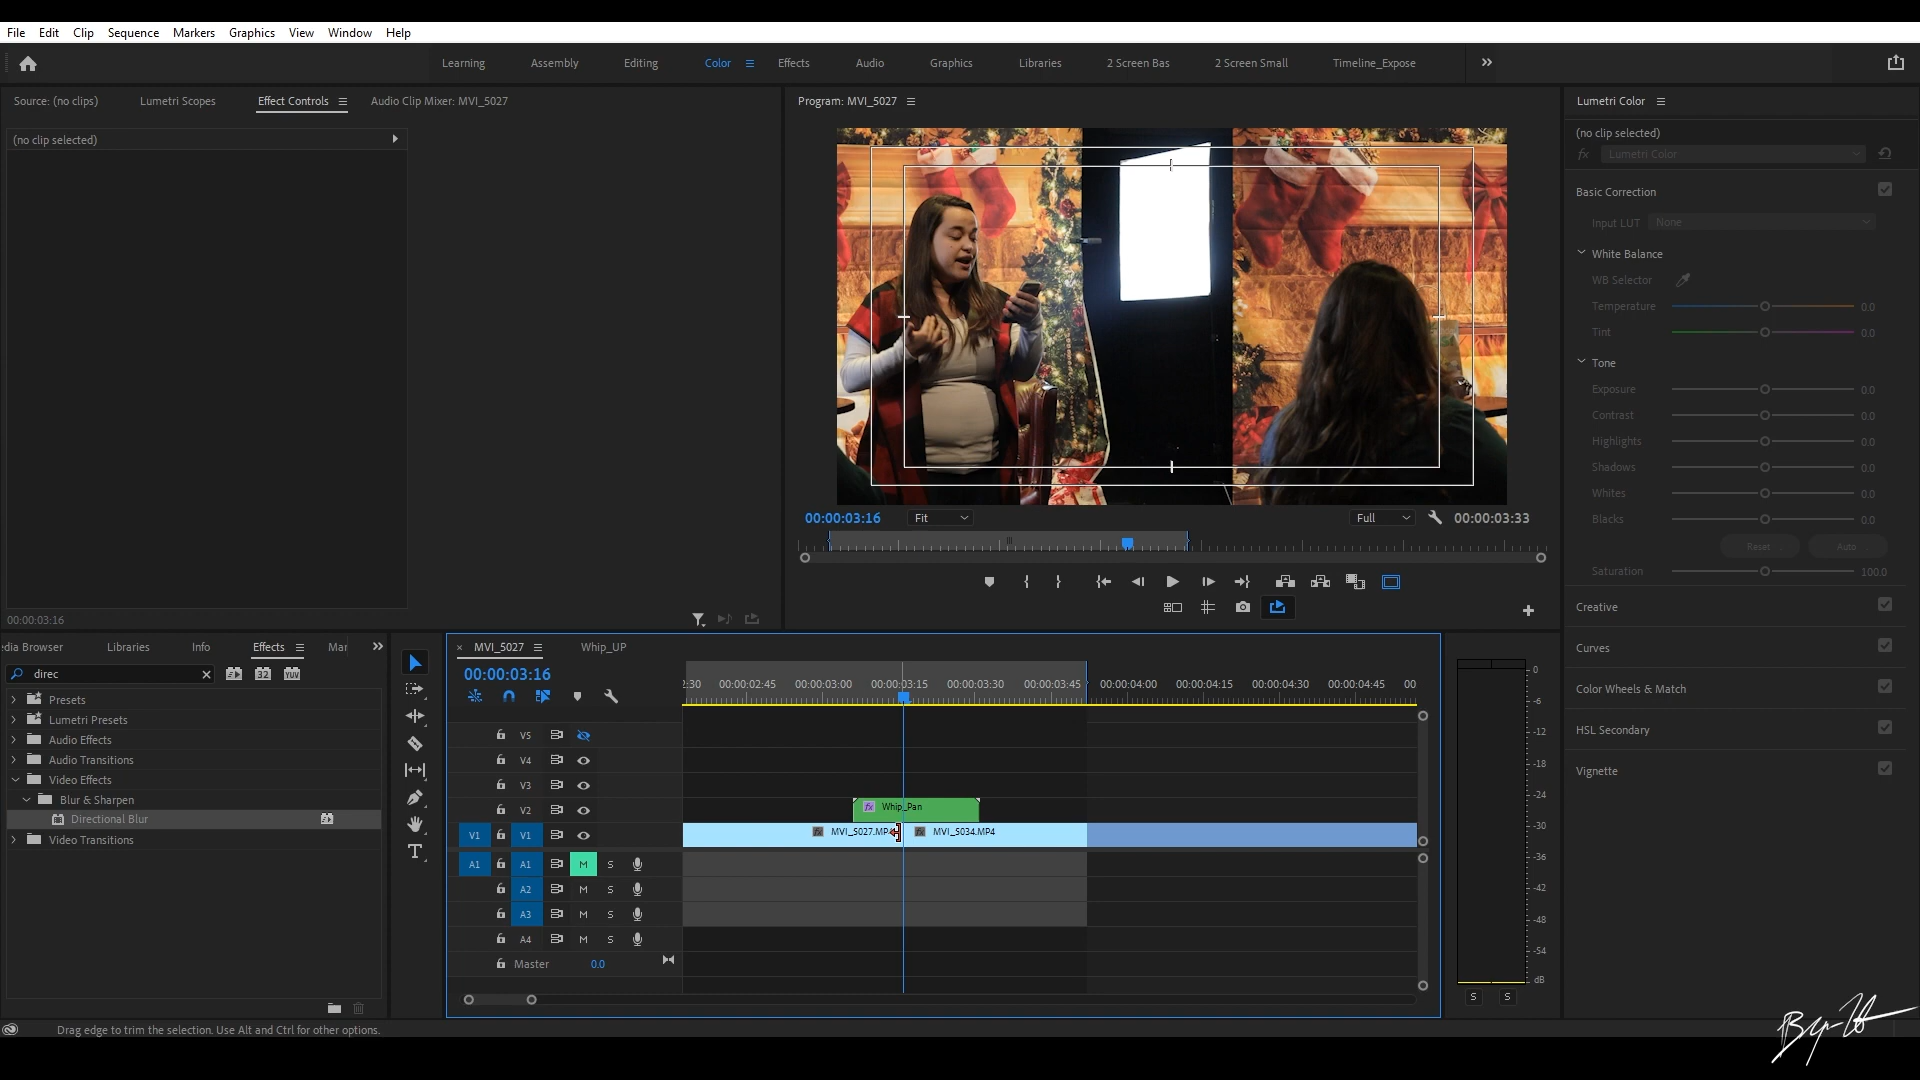 File Edit Clip Sequence Markers Graphics View Window Help
Learning Assembly Editing Color Effects Audio Graphics Libraries 2 Screen Bas 2 Screen Small Timeline_Expose
Source: (no clips) Lumetri Scopes Effect Controls Audio Clip Mixer: MVI_5027
(no clip selected)
00:00:03:16
Program: MVI_5027
00:00:03:16 Fit Full 00:00:03:33
Lumetri Color
(no clip selected)
fx Lumetri Color
Basic Correction
Input LUT None
White Balance
WB Selector
Temperature 0.0
Tint 0.0
Tone
Exposure 0.0
Contrast 0.0
Highlights 0.0
Shadows 0.0
Whites 0.0
Blacks 0.0
Reset Auto
Saturation 100.0
Creative
Curves
Color Wheels & Match
HSL Secondary
Vignette
dia Browser Libraries Info Effects Mar
direc 32 YUV
Presets
Lumetri Presets
Audio Effects
Audio Transitions
Video Effects
Blur & Sharpen
Directional Blur
Video Transitions
MVI_5027 Whip_UP
00:00:03:16
2:30 00:00:02:45 00:00:03:00 00:00:03:15 00:00:03:30 00:00:03:45 00:00:04:00 00:00:04:15 00:00:04:30 00:00:04:45 00:
V5
V4
V3
V2 fx Whip_Pan
V1 V1 MVI_5027.MP4 MVI_5034.MP4
A1 A1 M S
A2 M S
A3 M S
A4 M S
Master 0.0
0
-6
-12
-18
-24
-30
-36
-42
-48
-54
dB
S S
Drag edge to trim the selection. Use Alt and Ctrl for other options.